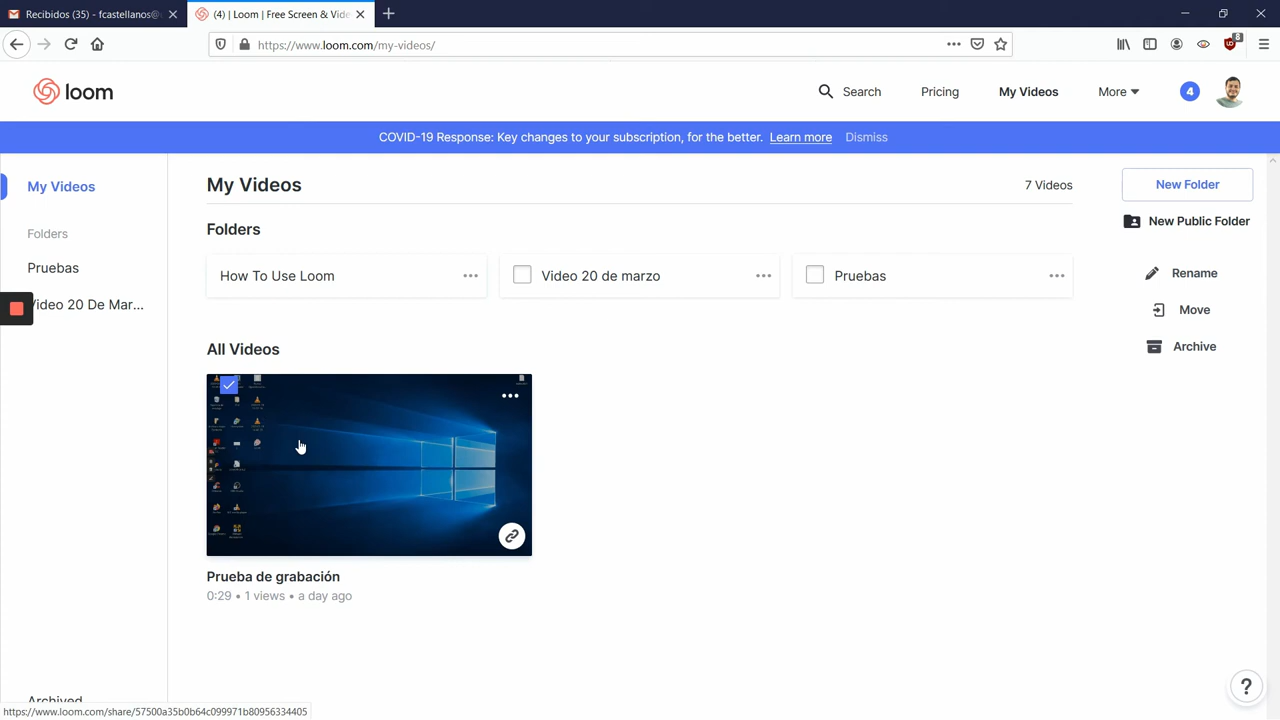 Recibidos (35) - fcastellanos@
(4) | Loom | Free Screen & Vide
https://www.loom.com/my-videos/
8
loom
Search
Pricing
My Videos
More
4
COVID-19 Response: Key changes to your subscription, for the better. Learn more Dismiss
My Videos
Folders
Pruebas
Video 20 De Mar...
Archived
My Videos
7 Videos
Folders
How To Use Loom
Video 20 de marzo
Pruebas
All Videos
Prueba de grabación
0:29 • 1 views • a day ago
New Folder
New Public Folder
Rename
Move
Archive
?
https://www.loom.com/share/57500a35b0b64c099971b80956334405